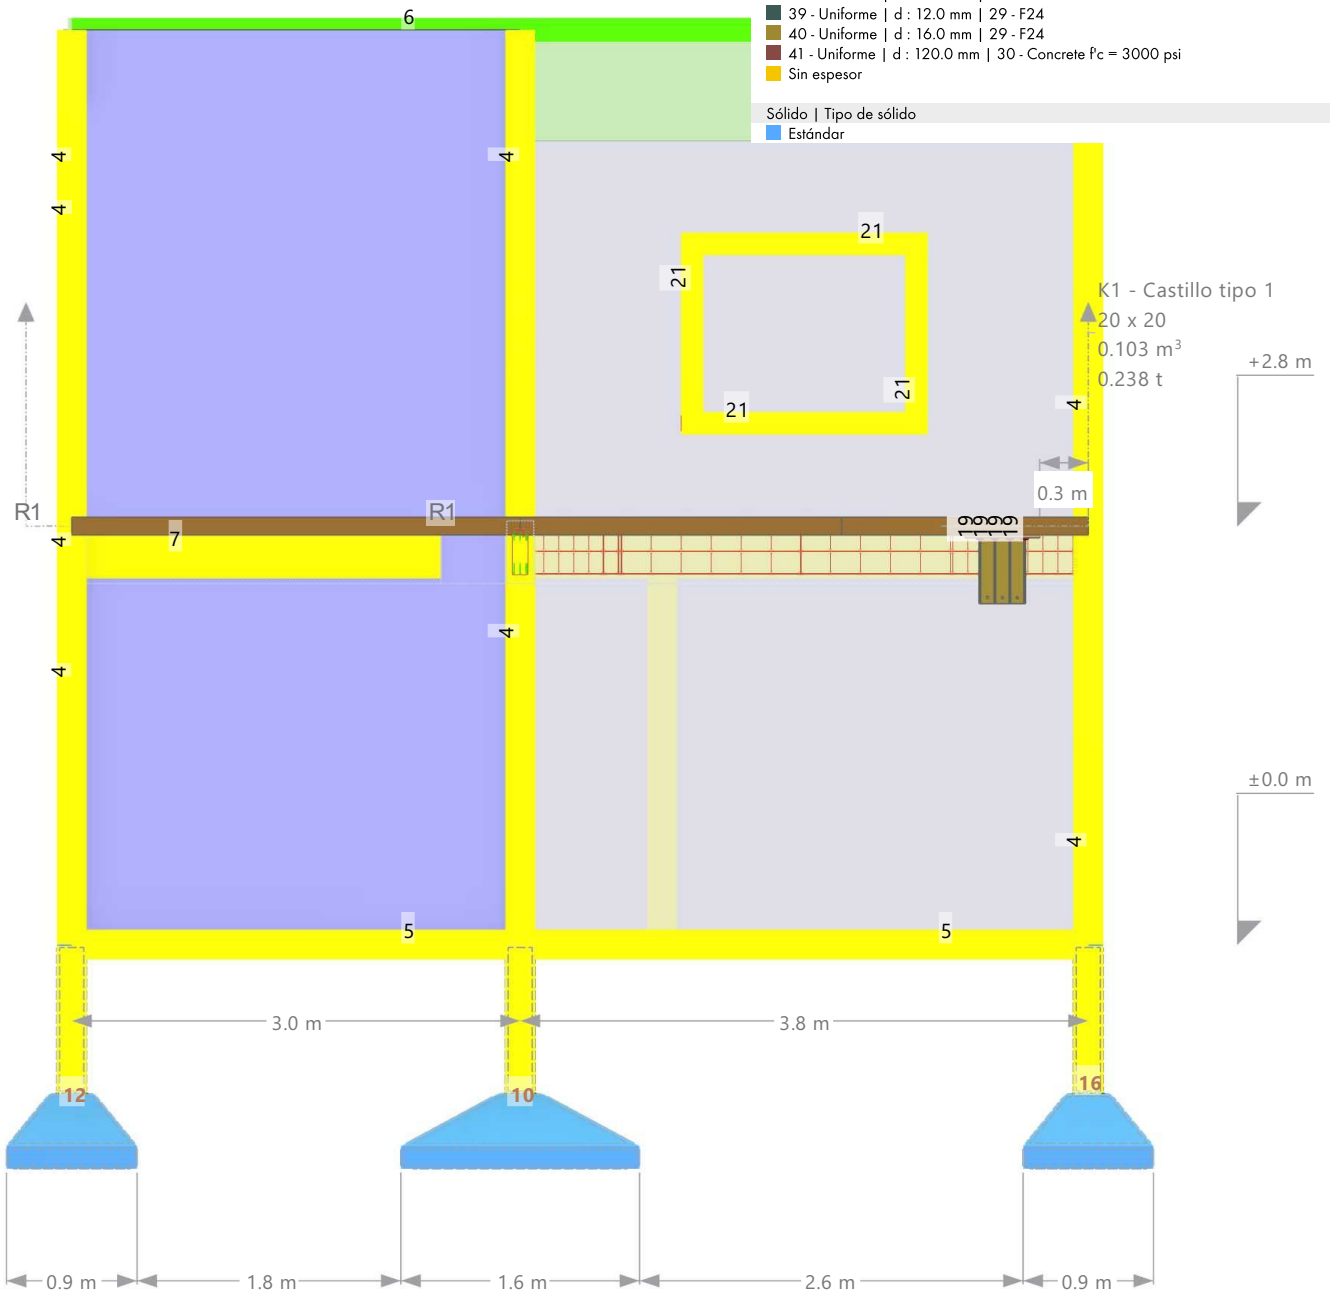 39 - Uniforme | d : 12.0 mm | 29 - F24
40 - Uniforme | d : 16.0 mm | 29 - F24
41 - Uniforme | d : 120.0 mm | 30 - Concrete f'c = 3000 psi
Sin espesor
Sólido | Tipo de sólido
Estándar
6
4
4
4
21
21
21
21
K1 - Castillo tipo 1
20 x 20
0.103 m³
0.238 t
+2.8 m
4
0.3 m
R1
R1
19
19
19
19
4
7
4
4
±0.0 m
4
5
5
3.0 m
3.8 m
12
10
16
0.9 m
1.8 m
1.6 m
2.6 m
0.9 m